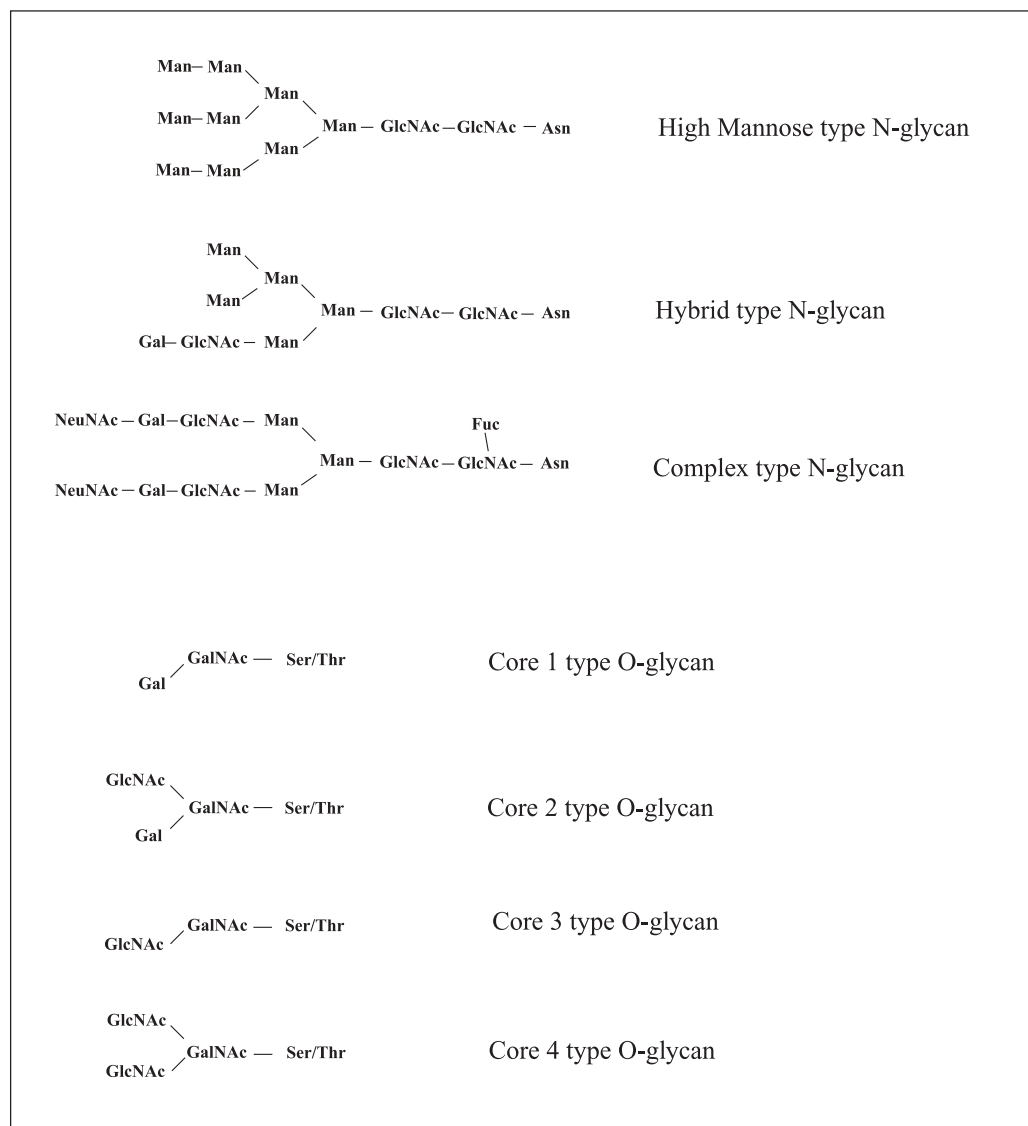 Man– Man
Man
Man– Man
Man – GlcNAc – GlcNAc – Asn
High Mannose type N-glycan
Man
Man– Man
Man
Man
Man
Man – GlcNAc – GlcNAc – Asn
Hybrid type N-glycan
Gal– GlcNAc – Man
NeuNAc – Gal–GlcNAc – Man
Fuc
Man – GlcNAc – GlcNAc – Asn
Complex type N-glycan
NeuNAc – Gal–GlcNAc – Man
GalNAc — Ser/Thr
Core 1 type O-glycan
Gal
GlcNAc
GalNAc — Ser/Thr
Core 2 type O-glycan
Gal
GalNAc — Ser/Thr
Core 3 type O-glycan
GlcNAc
GlcNAc
GalNAc — Ser/Thr
Core 4 type O-glycan
GlcNAc